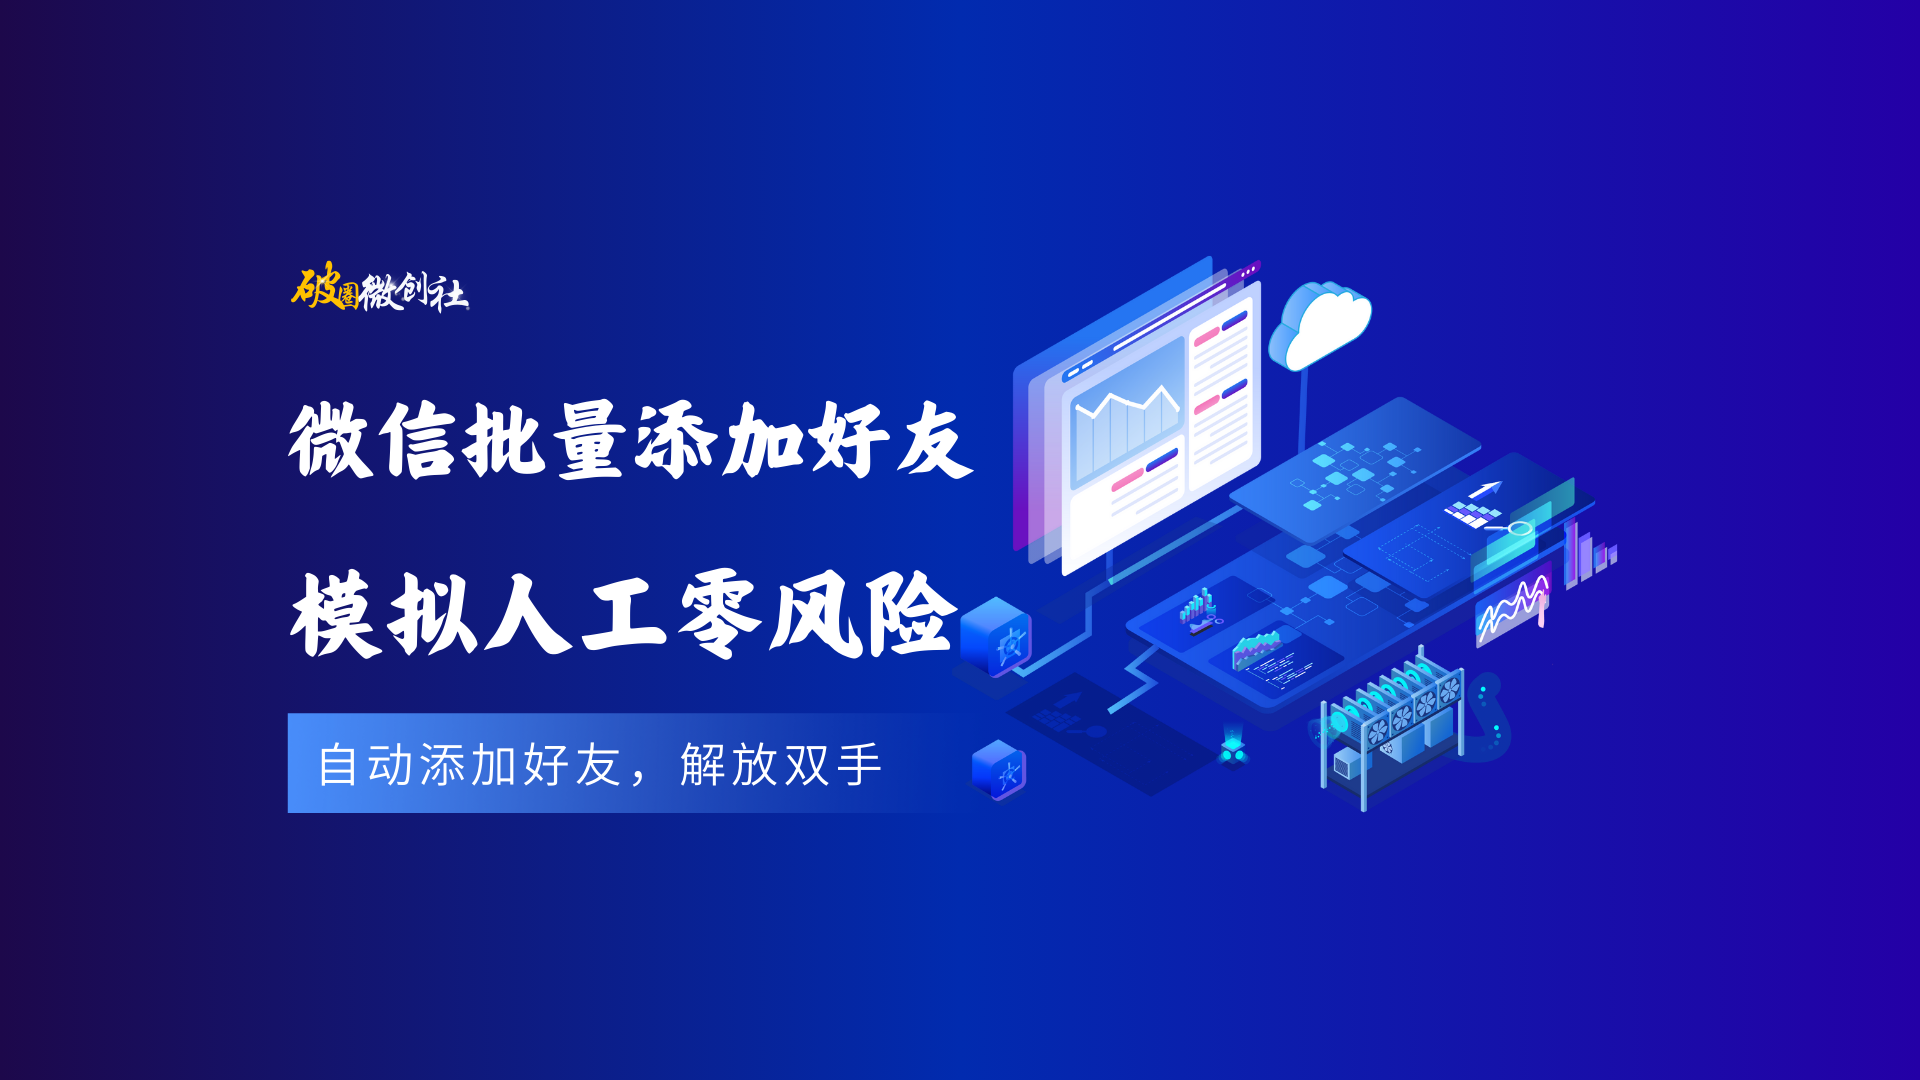 破圈微创社
微信批量添加好友
模拟人工零风险
自动添加好友，解放双手